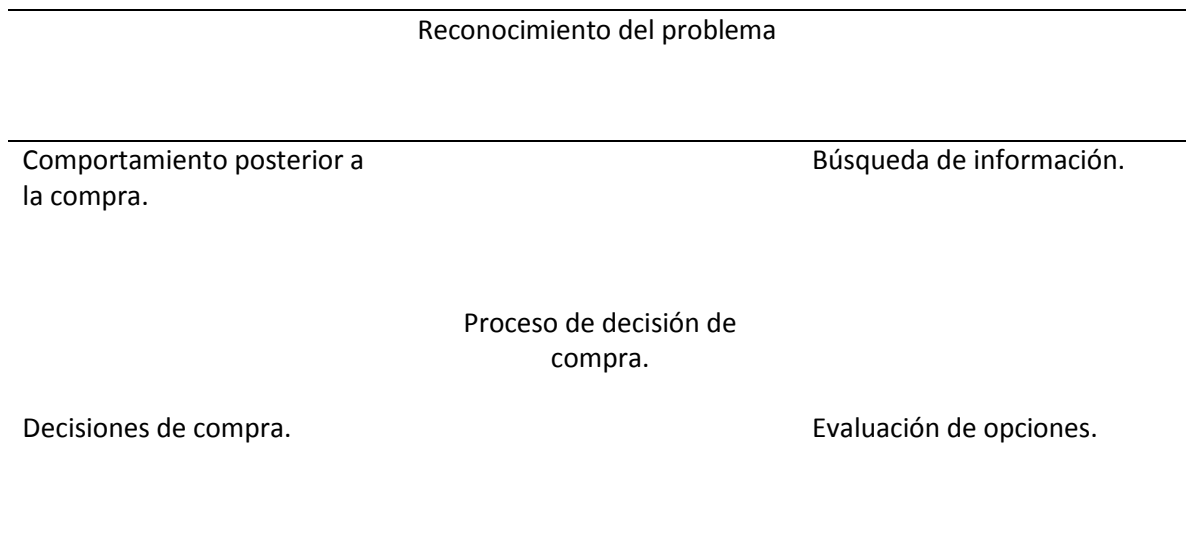 Reconocimiento del problema
Comportamiento posterior a
la compra.
Búsqueda de información.
Proceso de decisión de
compra.
Decisiones de compra.
Evaluación de opciones.